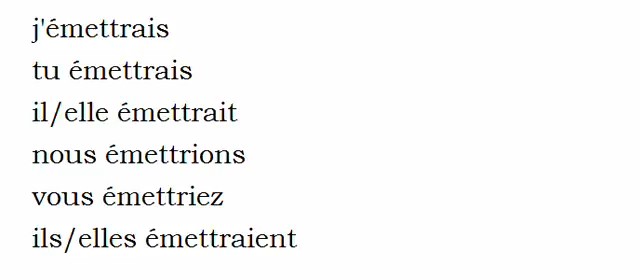 j'émettrais
tu émettrais
il/elle émettrait
nous émettrions
vous émettriez
ils/elles émettraient